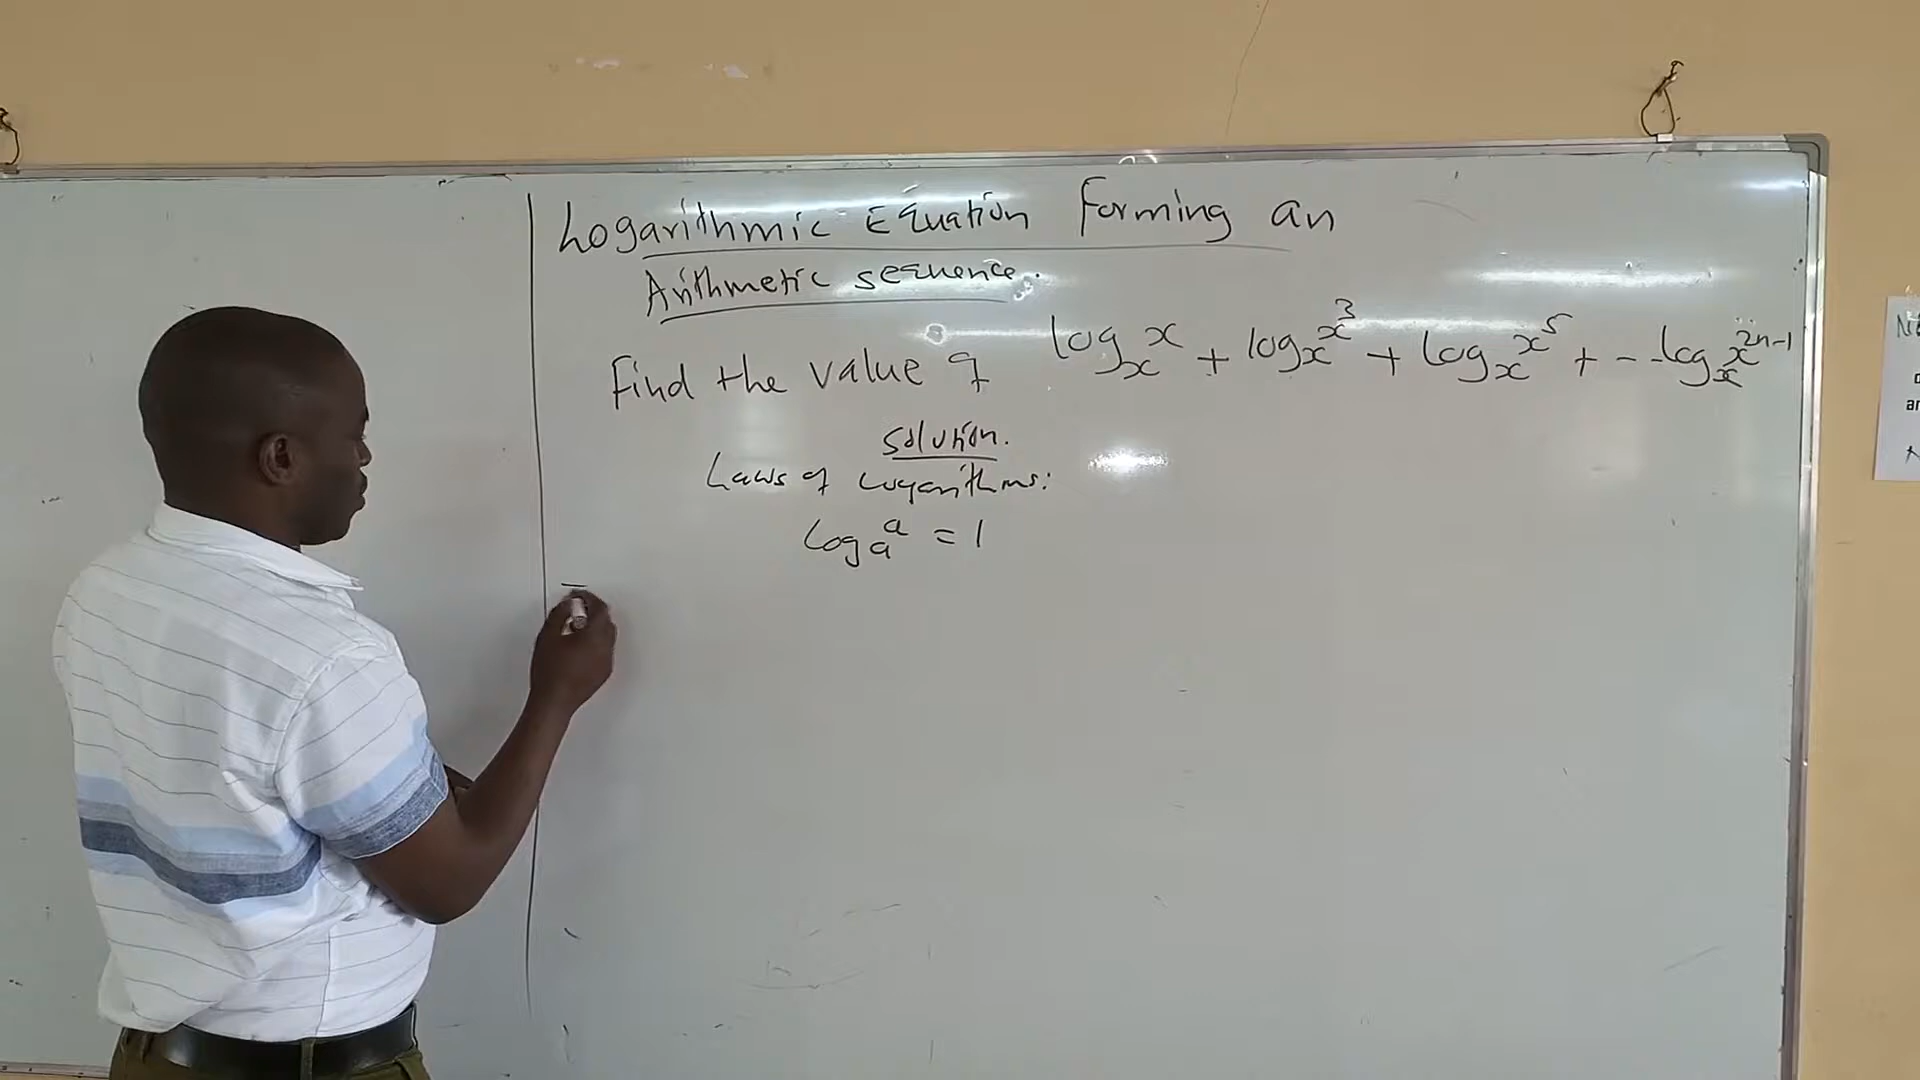 Logarithmic Equation Forming an
Arithmetic sequence.
Find the value of log_x x + log_x x^3 + log_x x^5 + - - log_x x^{2n-1}
Solution.
Laws of logarithms:
log_a a = 1